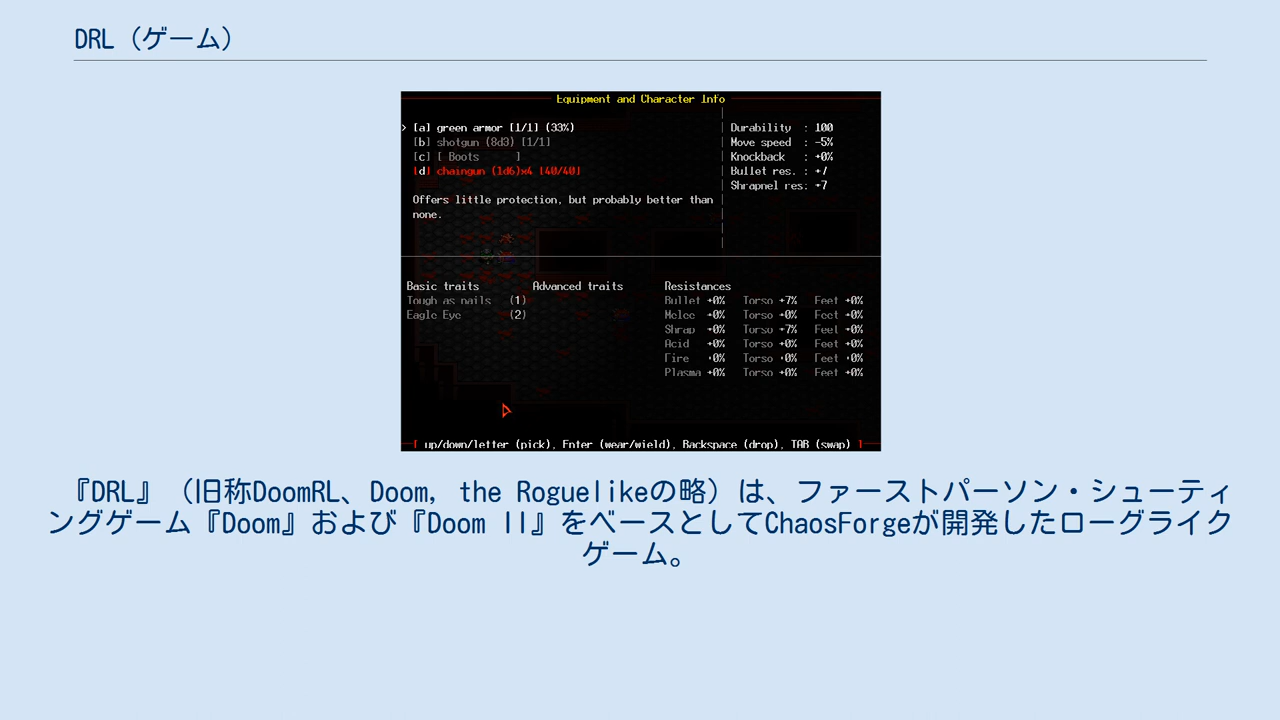 DRL（ゲーム）
Equipment and Character Info
> [a] green armor [1/1] (33%)
[b] shotgun (8d3) [1/1]
[c] [ Boots ]
[d] chaingun (1d6)x4 [40/40]
Offers little protection, but probably better than
none.
Durability : 100
Move speed : -5%
Knockback : +0%
Bullet res. : +7
Shrapnel res: +7
Basic traits Advanced traits Resistances
Tough as nails (1) Bullet +0% Torso +7% Feet +0%
Eagle Eye (2) Melee +0% Torso +0% Feet +0%
Shrap +0% Torso +7% Feet +0%
Acid +0% Torso +0% Feet +0%
Fire +0% Torso +0% Feet +0%
Plasma +0% Torso +0% Feet +0%
[ up/down/letter (pick), Enter (wear/wield), Backspace (drop), TAB (swap) ]
『DRL』（旧称DoomRL、Doom, the Roguelikeの略）は、ファーストパーソン・シューティ
ングゲーム『Doom』および『Doom II』をベースとしてChaosForgeが開発したローグライク
ゲーム。